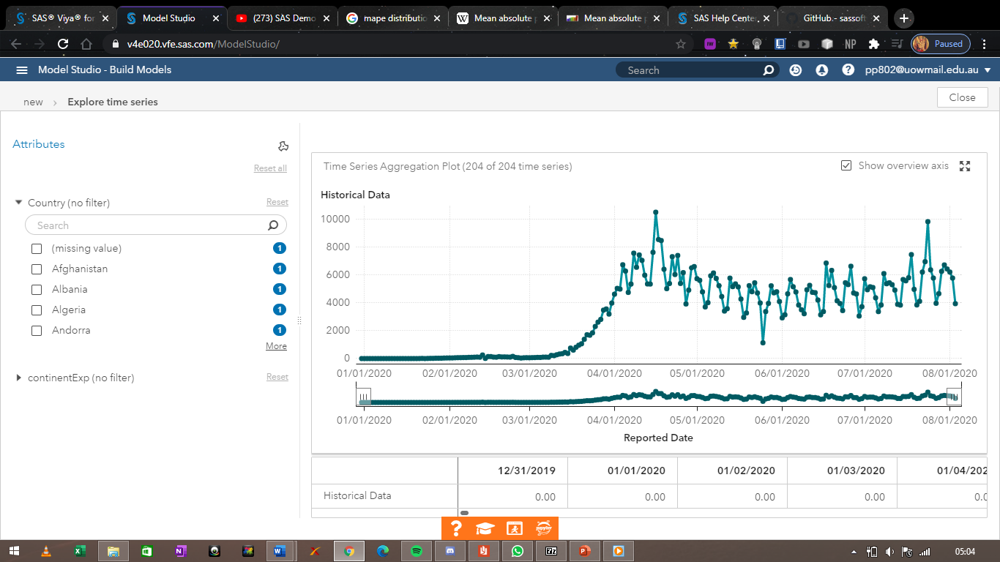 SAS® Viya® for
Model Studio
(273) SAS Demo
mape distributio
Mean absolute p
Mean absolute p
SAS Help Center
GitHub - sassoft
v4e020.vfe.sas.com/ModelStudio/
NP
Paused
Model Studio - Build Models
Search
pp802@uowmail.edu.au
new
Explore time series
Close
Attributes
Reset all
Country (no filter)
Reset
Search
(missing value)
1
Afghanistan
1
Albania
1
Algeria
1
Andorra
1
More
continentExp (no filter)
Reset
Time Series Aggregation Plot (204 of 204 time series)
Show overview axis
Historical Data
10000
8000
6000
4000
2000
0
01/01/2020 02/01/2020 03/01/2020 04/01/2020 05/01/2020 06/01/2020 07/01/2020 08/01/2020
01/01/2020 02/01/2020 03/01/2020 04/01/2020 05/01/2020 06/01/2020 07/01/2020 08/01/2020
Reported Date
12/31/2019 01/01/2020 01/02/2020 01/03/2020 01/04/202
Historical Data 0.00 0.00 0.00 0.00 0.0
05:04